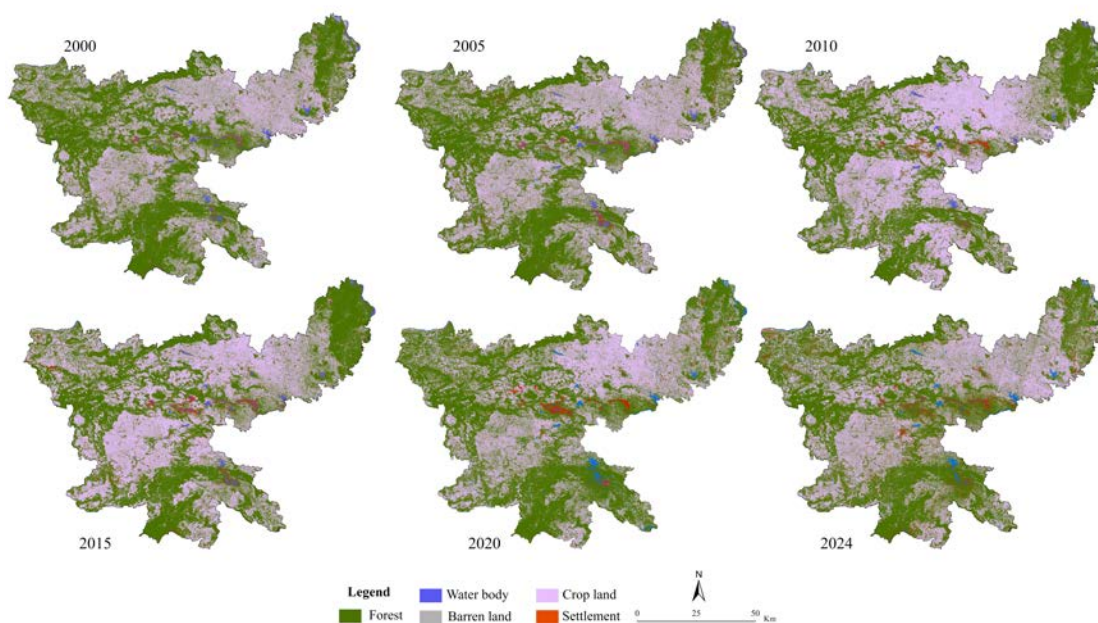 2000
2005
2010
2015
2020
2024
N
Legend
Water body
Crop land
Forest
Barren land
Settlement
0 25 50
Km